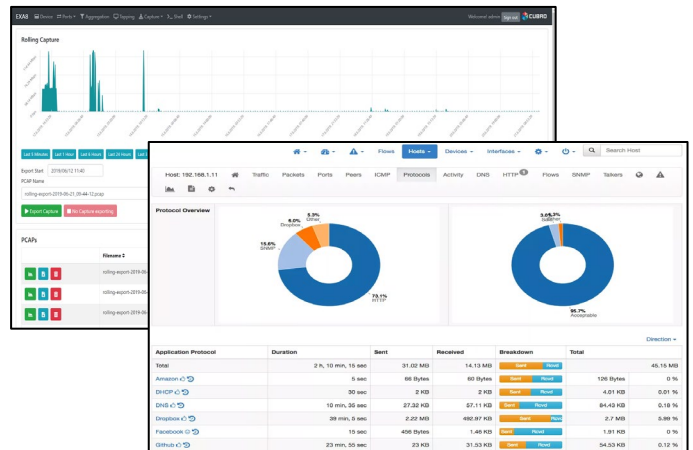 EXA8 Device Ports Aggregation Tapping Capture Shell Settings Welcome! admin Sign out CUBRO
Rolling Capture
Last 5 Minutes Last 1 Hour Last 6 Hours Last 24 Hours Last 2
Export Start 2019/06/12 11:40
PCAP Name
rolling-export-2019-06-21_09-44-12.pcap
Export Capture No Capture exporting
PCAPs
Filename
rolling-export-2019-06-
rolling-export-2019-06-
rolling-export-2019-06-
Flows Hosts Devices Interfaces Search Host
Host: 192.168.1.11 Traffic Packets Ports Peers ICMP Protocols Activity DNS HTTP 1 Flows SNMP Talkers
Protocol Overview
5.3%
Other
6.0%
Dropbox
15.6%
SNMP
73.1%
HTTP
95.7%
Acceptable
Direction
Application Protocol Duration Sent Received Breakdown Total
Total 2 h, 10 min, 15 sec 31.02 MB 14.13 MB Sent Rcvd 45.15 MB
Amazon 5 sec 66 Bytes 60 Bytes Sent Rcvd 126 Bytes 0 %
DHCP 30 sec 2 KB 2 KB Sent Rcvd 4.01 KB 0.01 %
DNS 10 min, 35 sec 27.32 KB 57.11 KB Sent Rcvd 84.43 KB 0.18 %
Dropbox 39 min, 5 sec 2.22 MB 492.97 KB Sent Rcvd 2.7 MB 5.99 %
Facebook 15 sec 456 Bytes 1.46 KB Sent Rcvd 1.91 KB 0 %
Github 23 min, 55 sec 23 KB 31.53 KB Sent Rcvd 54.53 KB 0.12 %